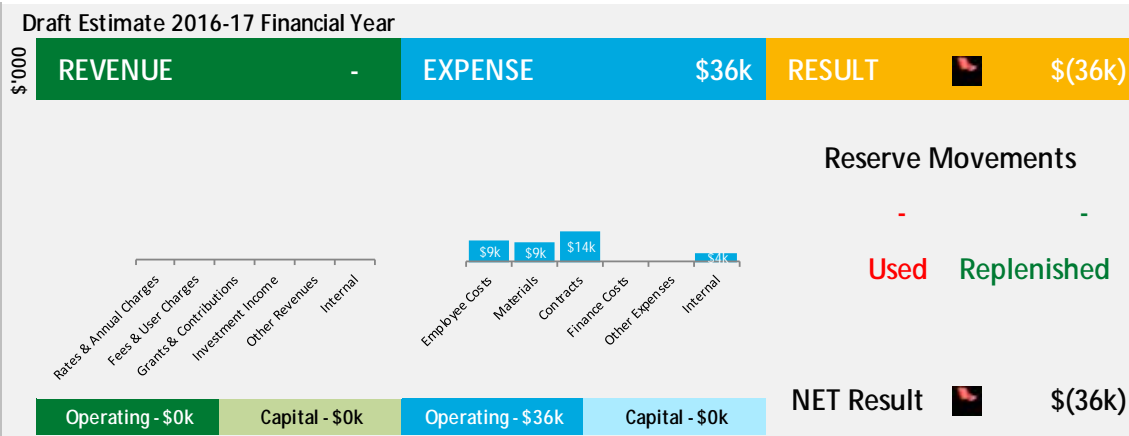 Draft Estimate 2016-17 Financial Year
$'000
REVENUE -
EXPENSE $36k
RESULT $(36k)
Reserve Movements
- -
Used Replenished
$9k $9k $14k $4k
Rates & Annual Charges
Fees & User Charges
Grants & Contributions
Investment Income
Other Revenues
Internal
Employee Costs
Materials
Contracts
Finance Costs
Other Expenses
Internal
NET Result $(36k)
Operating - $0k
Capital - $0k
Operating - $36k
Capital - $0k